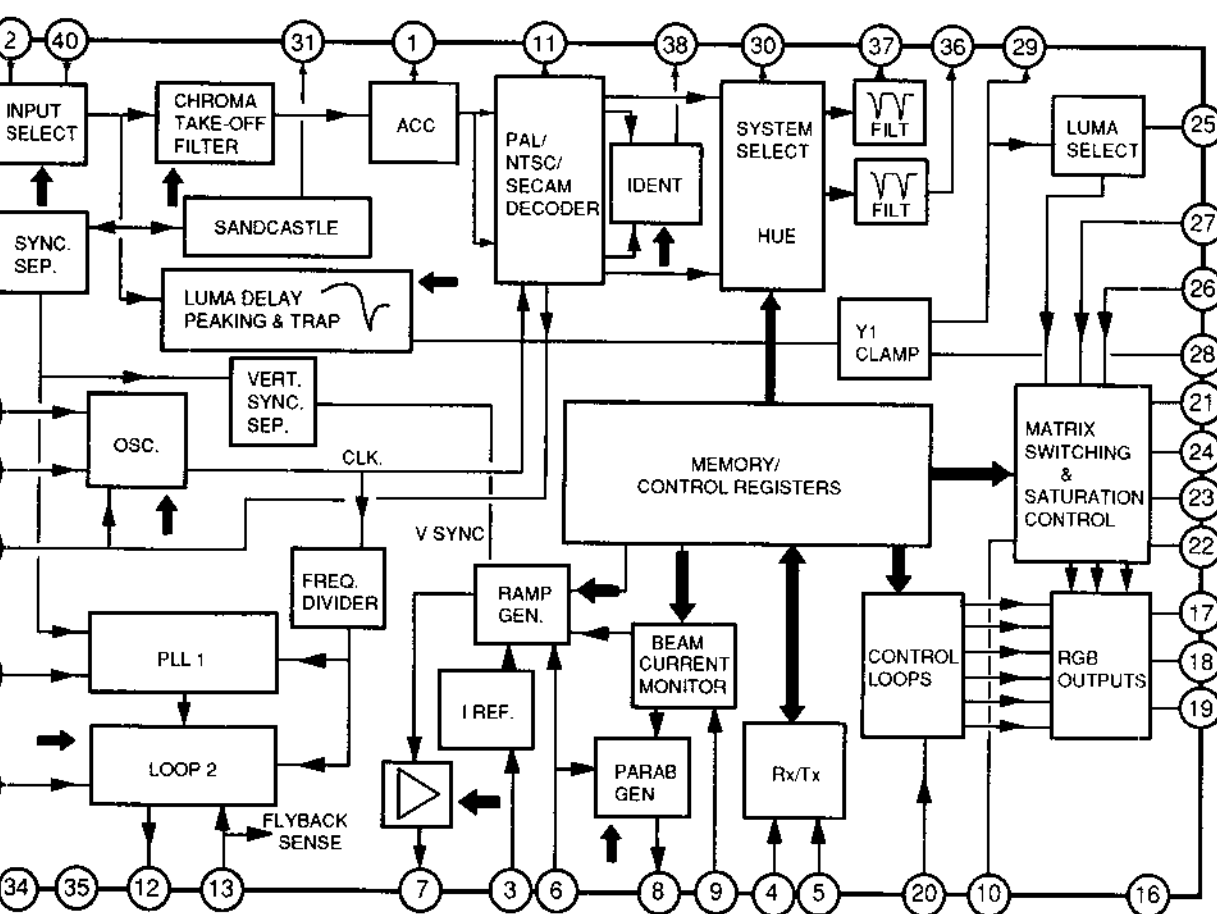 2
40
31
1
11
38
30
37
36
29
INPUT
SELECT
CHROMA
TAKE-OFF
FILTER
ACC
PAL/
NTSC/
SECAM
DECODER
IDENT
SYSTEM
SELECT
HUE
FILT
FILT
LUMA
SELECT
25
SYNC.
SEP.
SANDCASTLE
27
LUMA DELAY
PEAKING & TRAP
26
Y1
CLAMP
28
VERT.
SYNC.
SEP.
OSC.
CLK.
MEMORY/
CONTROL REGISTERS
MATRIX
SWITCHING
&
SATURATION
CONTROL
21
24
23
22
V SYNC
FREQ.
DIVIDER
RAMP
GEN.
BEAM
CURRENT
MONITOR
CONTROL
LOOPS
RGB
OUTPUTS
17
18
19
PLL 1
I REF.
LOOP 2
PARAB
GEN
Rx/Tx
FLYBACK
SENSE
34
35
12
13
7
3
6
8
9
4
5
20
10
16